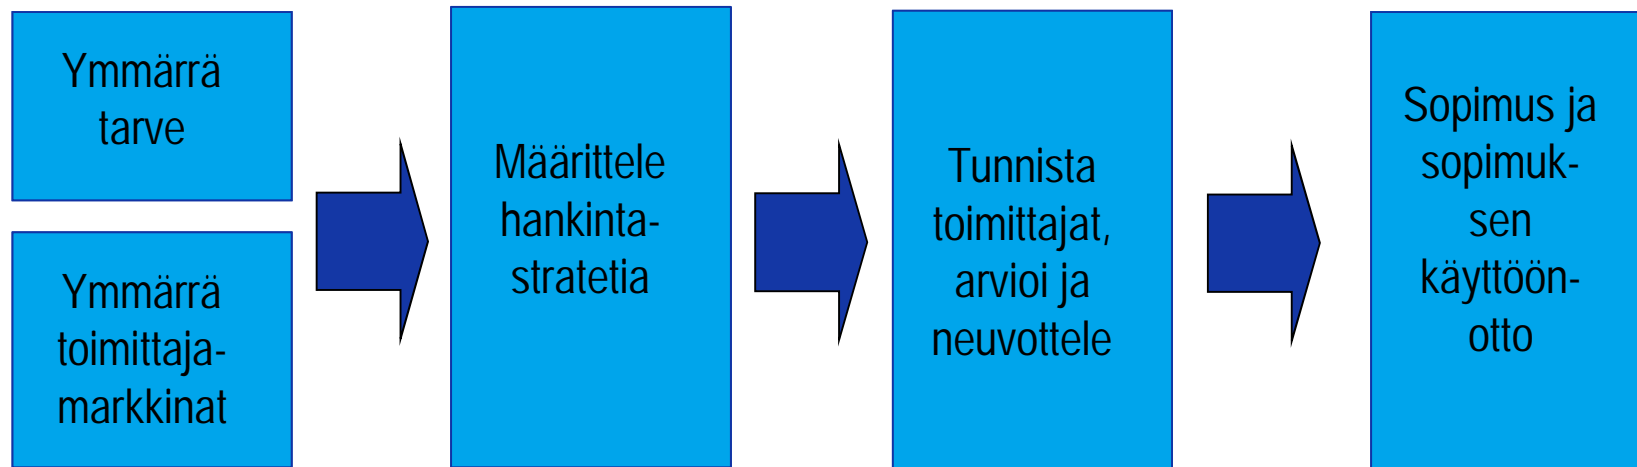 Ymmärrä
tarve
Ymmärrä
toimittaja-
markkinat
Määrittele
hankinta-
stratetia
Tunnista
toimittajat,
arvioi ja
neuvottele
Sopimus ja
sopimuk-
sen
käyttöön-
otto